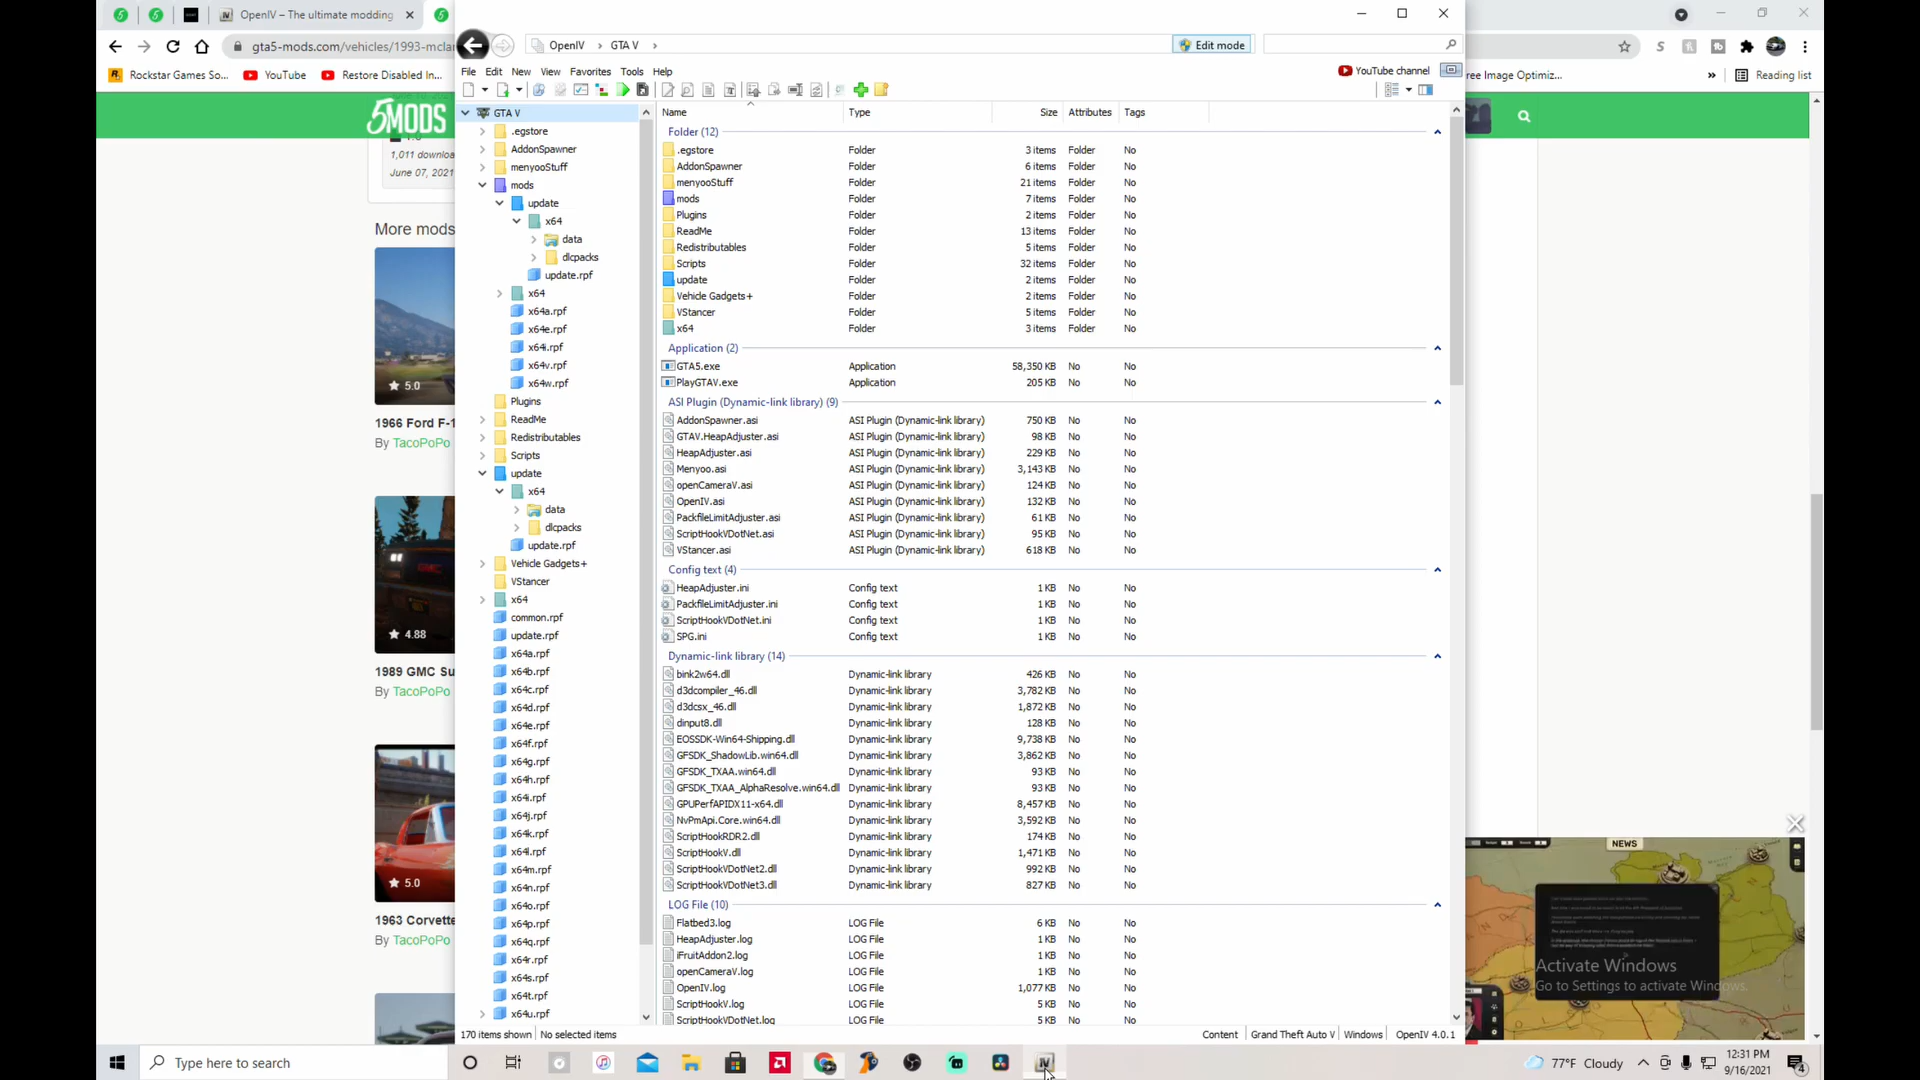 OpenIV – The ultimate modding
gta5-mods.com/vehicles/1993-mcla
Rockstar Games So...
YouTube
Restore Disabled In...
ree Image Optimiz...
»
Reading list
5MODS
1,011 downloa
June 07, 2021
More mods
5.0
1966 Ford F-1
By TacoPoPo
4.88
1989 GMC Su
By TacoPoPo
5.0
1963 Corvette
By TacoPoPo
OpenIV > GTA V >
Edit mode
File Edit New View Favorites Tools Help
YouTube channel
GTA V
.egstore
AddonSpawner
menyooStuff
mods
update
x64
data
dlcpacks
update.rpf
x64
x64a.rpf
x64e.rpf
x64i.rpf
x64v.rpf
x64w.rpf
Plugins
ReadMe
Redistributables
Scripts
update
x64
data
dlcpacks
update.rpf
Vehicle Gadgets+
VStancer
x64
common.rpf
update.rpf
x64a.rpf
x64b.rpf
x64c.rpf
x64d.rpf
x64e.rpf
x64f.rpf
x64g.rpf
x64h.rpf
x64i.rpf
x64j.rpf
x64k.rpf
x64l.rpf
x64m.rpf
x64n.rpf
x64o.rpf
x64p.rpf
x64q.rpf
x64r.rpf
x64s.rpf
x64t.rpf
x64u.rpf
Name Type Size Attributes Tags
Folder (12)
.egstore Folder 3 items Folder No
AddonSpawner Folder 6 items Folder No
menyooStuff Folder 21 items Folder No
mods Folder 7 items Folder No
Plugins Folder 2 items Folder No
ReadMe Folder 13 items Folder No
Redistributables Folder 5 items Folder No
Scripts Folder 32 items Folder No
update Folder 2 items Folder No
Vehicle Gadgets+ Folder 2 items Folder No
VStancer Folder 5 items Folder No
x64 Folder 3 items Folder No
Application (2)
GTA5.exe Application 58,350 KB No No
PlayGTAV.exe Application 205 KB No No
ASI Plugin (Dynamic-link library) (9)
AddonSpawner.asi ASI Plugin (Dynamic-link library) 750 KB No No
GTAV.HeapAdjuster.asi ASI Plugin (Dynamic-link library) 98 KB No No
HeapAdjuster.asi ASI Plugin (Dynamic-link library) 229 KB No No
Menyoo.asi ASI Plugin (Dynamic-link library) 3,143 KB No No
openCameraV.asi ASI Plugin (Dynamic-link library) 124 KB No No
OpenIV.asi ASI Plugin (Dynamic-link library) 132 KB No No
PackfileLimitAdjuster.asi ASI Plugin (Dynamic-link library) 61 KB No No
ScriptHookVDotNet.asi ASI Plugin (Dynamic-link library) 95 KB No No
VStancer.asi ASI Plugin (Dynamic-link library) 618 KB No No
Config text (4)
HeapAdjuster.ini Config text 1 KB No No
PackfileLimitAdjuster.ini Config text 1 KB No No
ScriptHookVDotNet.ini Config text 1 KB No No
SPG.ini Config text 1 KB No No
Dynamic-link library (14)
bink2w64.dll Dynamic-link library 426 KB No No
d3dcompiler_46.dll Dynamic-link library 3,782 KB No No
d3dcsx_46.dll Dynamic-link library 1,872 KB No No
dinput8.dll Dynamic-link library 128 KB No No
EOSSDK-Win64-Shipping.dll Dynamic-link library 9,738 KB No No
GFSDK_ShadowLib.win64.dll Dynamic-link library 3,862 KB No No
GFSDK_TXAA.win64.dll Dynamic-link library 93 KB No No
GFSDK_TXAA_AlphaResolve.win64.dll Dynamic-link library 93 KB No No
GPUPerfAPIDX11-x64.dll Dynamic-link library 8,457 KB No No
NvPmApi.Core.win64.dll Dynamic-link library 3,592 KB No No
ScriptHookRDR2.dll Dynamic-link library 174 KB No No
ScriptHookV.dll Dynamic-link library 1,471 KB No No
ScriptHookVDotNet2.dll Dynamic-link library 992 KB No No
ScriptHookVDotNet3.dll Dynamic-link library 827 KB No No
LOG File (10)
Flatbed3.log LOG File 6 KB No No
HeapAdjuster.log LOG File 1 KB No No
iFruitAddon2.log LOG File 1 KB No No
openCameraV.log LOG File 1 KB No No
OpenIV.log LOG File 1,077 KB No No
ScriptHookV.log LOG File 5 KB No No
ScriptHookVDotNet.log LOG File 5 KB No No
170 items shown No selected items
Content Grand Theft Auto V Windows OpenIV 4.0.1
NEWS
Activate Windows
Go to Settings to activate Windows.
Type here to search
77°F Cloudy
12:31 PM
9/16/2021
4